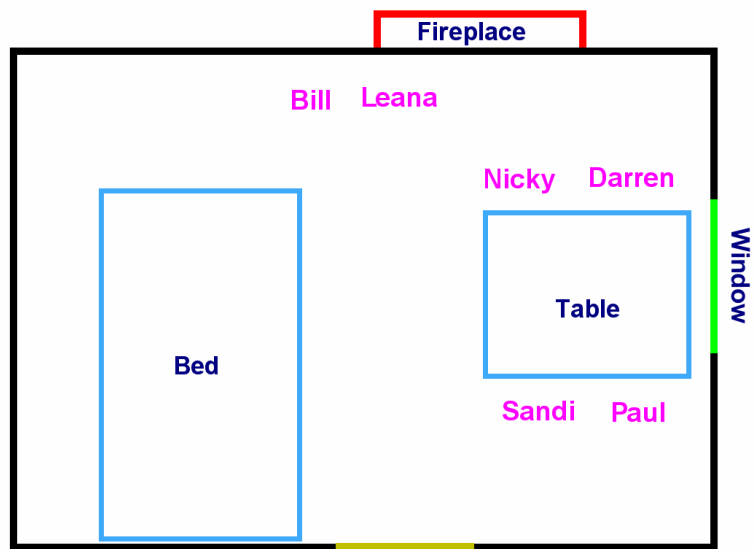 Fireplace
Bill Leana
Nicky Darren
Window
Table
Bed
Sandi Paul